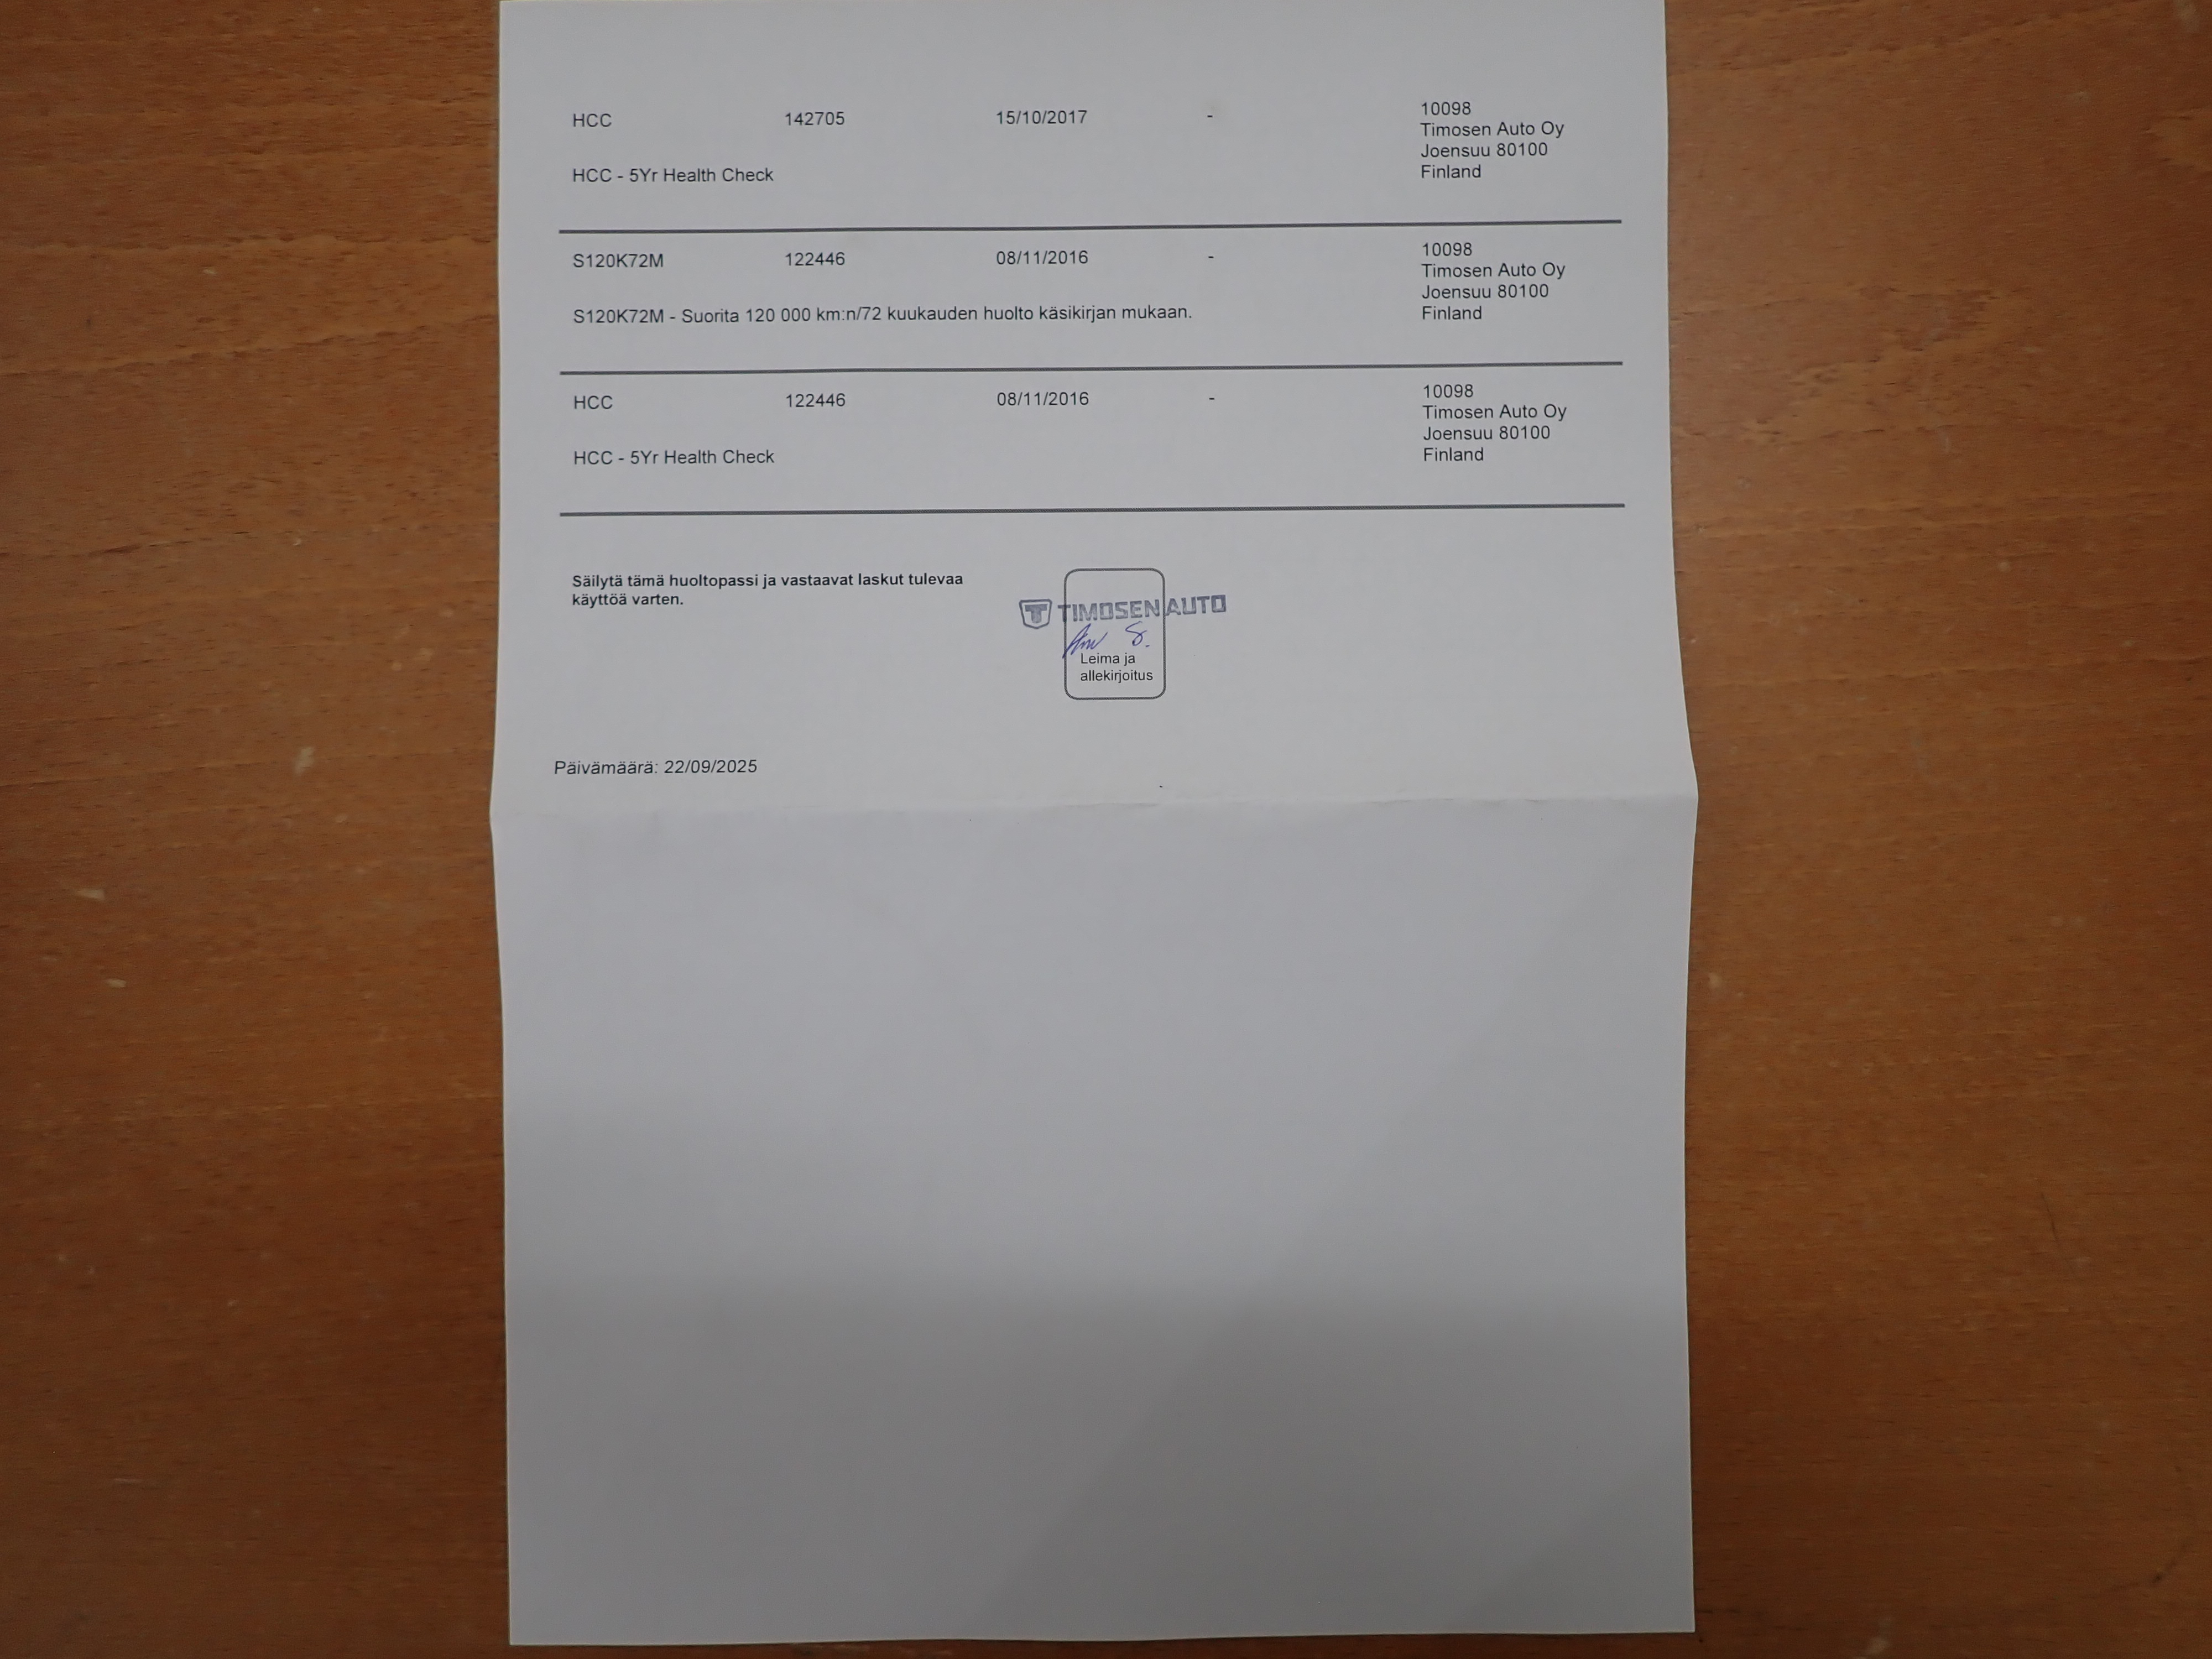 HCC 142705 15/10/2017 - 10098
Timosen Auto Oy
Joensuu 80100
HCC - 5Yr Health Check Finland
S120K72M 122446 08/11/2016 - 10098
Timosen Auto Oy
Joensuu 80100
S120K72M - Suorita 120 000 km:n/72 kuukauden huolto käsikirjan mukaan. Finland
HCC 122446 08/11/2016 - 10098
Timosen Auto Oy
Joensuu 80100
HCC - 5Yr Health Check Finland
Säilytä tämä huoltopassi ja vastaavat laskut tulevaa
käyttöä varten.
T TIMOSEN AUTO
Leima ja
allekirjoitus
Päivämäärä: 22/09/2025